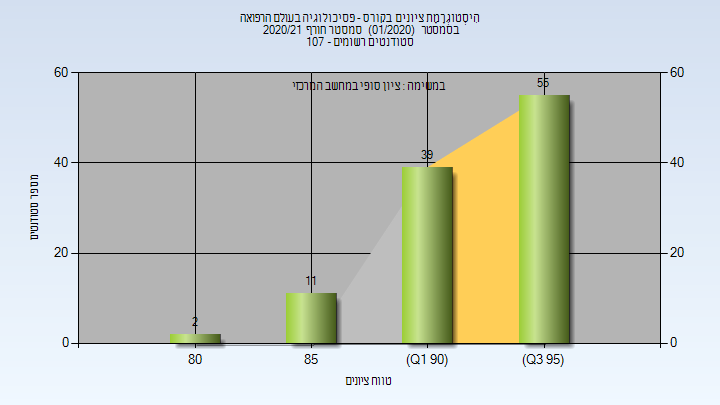 היסטוגרמת ציונים בקורס - פסיכולוגיה בעולם הרפואה
בסמסטר (01/2020) סמסטר חורף 2020/21
סטודנטים רשומים - 107
במשימה : ציון סופי במחשב המרכזי
מספר סטודנטים
60
40
20
0
60
40
20
0
2
11
39
55
80
85
(Q1 90)
(Q3 95)
טווח ציונים